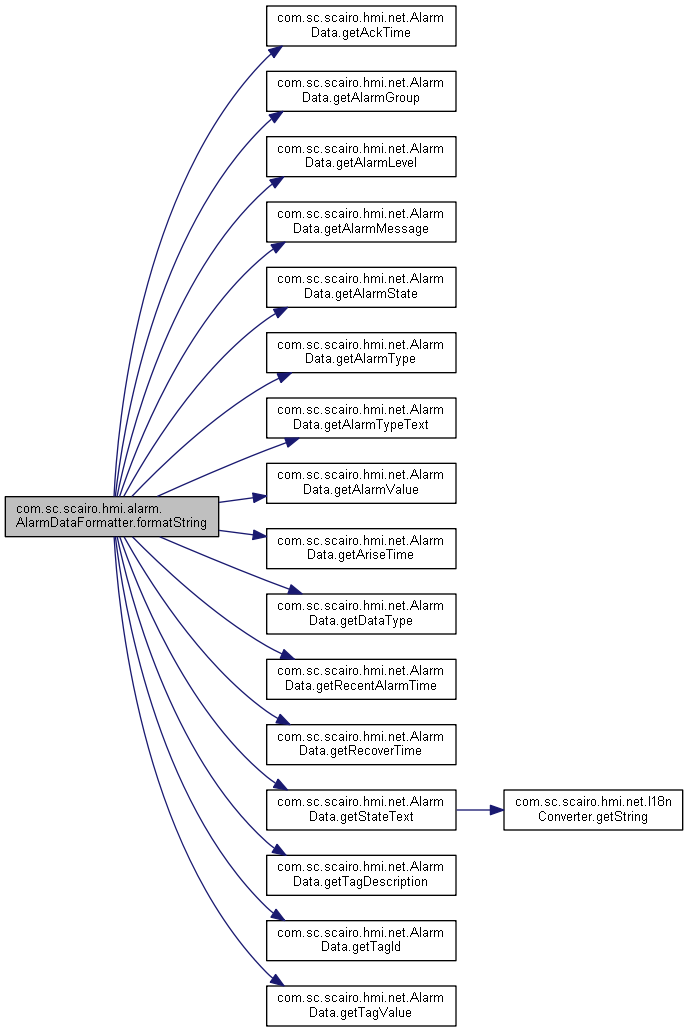 com.sc.scairo.hmi.net.Alarm
Data.getAckTime
com.sc.scairo.hmi.net.Alarm
Data.getAlarmGroup
com.sc.scairo.hmi.net.Alarm
Data.getAlarmLevel
com.sc.scairo.hmi.net.Alarm
Data.getAlarmMessage
com.sc.scairo.hmi.net.Alarm
Data.getAlarmState
com.sc.scairo.hmi.net.Alarm
Data.getAlarmType
com.sc.scairo.hmi.net.Alarm
Data.getAlarmTypeText
com.sc.scairo.hmi.net.Alarm
Data.getAlarmValue
com.sc.scairo.hmi.alarm.
AlarmDataFormatter.formatString
com.sc.scairo.hmi.net.Alarm
Data.getAriseTime
com.sc.scairo.hmi.net.Alarm
Data.getDataType
com.sc.scairo.hmi.net.Alarm
Data.getRecentAlarmTime
com.sc.scairo.hmi.net.Alarm
Data.getRecoverTime
com.sc.scairo.hmi.net.Alarm
Data.getStateText
com.sc.scairo.hmi.net.I18n
Converter.getString
com.sc.scairo.hmi.net.Alarm
Data.getTagDescription
com.sc.scairo.hmi.net.Alarm
Data.getTagId
com.sc.scairo.hmi.net.Alarm
Data.getTagValue